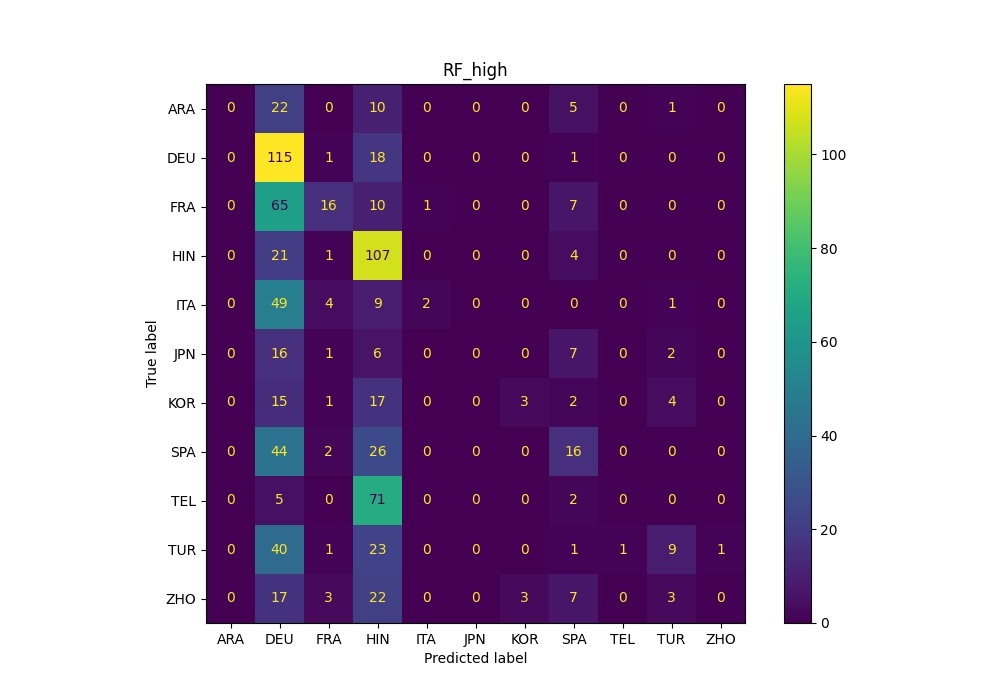 RF_high
True label
ARA 0 22 0 10 0 0 0 5 0 1 0
DEU 0 115 1 18 0 0 0 1 0 0 0
FRA 0 65 16 10 1 0 0 7 0 0 0
HIN 0 21 1 107 0 0 0 4 0 0 0
ITA 0 49 4 9 2 0 0 0 0 1 0
JPN 0 16 1 6 0 0 0 7 0 2 0
KOR 0 15 1 17 0 0 3 2 0 4 0
SPA 0 44 2 26 0 0 0 16 0 0 0
TEL 0 5 0 71 0 0 0 2 0 0 0
TUR 0 40 1 23 0 0 0 1 1 9 1
ZHO 0 17 3 22 0 0 3 7 0 3 0
ARA DEU FRA HIN ITA JPN KOR SPA TEL TUR ZHO
Predicted label
100
80
60
40
20
0